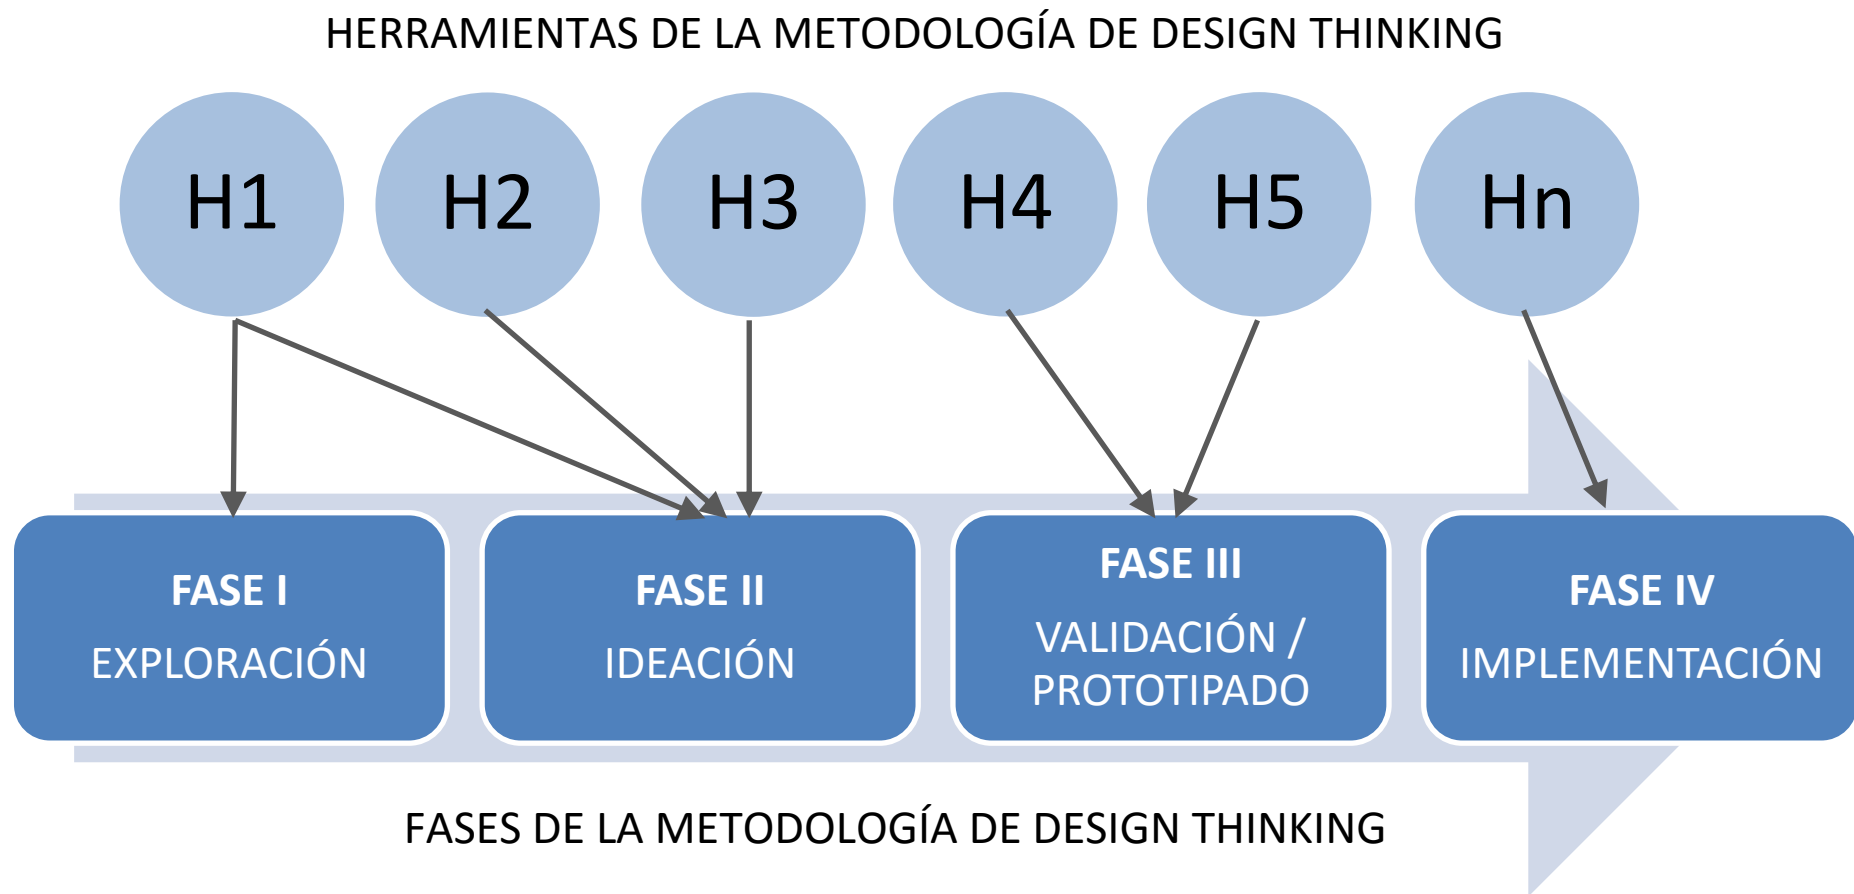 HERRAMIENTAS DE LA METODOLOGÍA DE DESIGN THINKING
H1
H2
H3
H4
H5
Hn
FASE I
EXPLORACIÓN
FASE II
IDEACIÓN
FASE III
VALIDACIÓN /
PROTOTIPADO
FASE IV
IMPLEMENTACIÓN
FASES DE LA METODOLOGÍA DE DESIGN THINKING